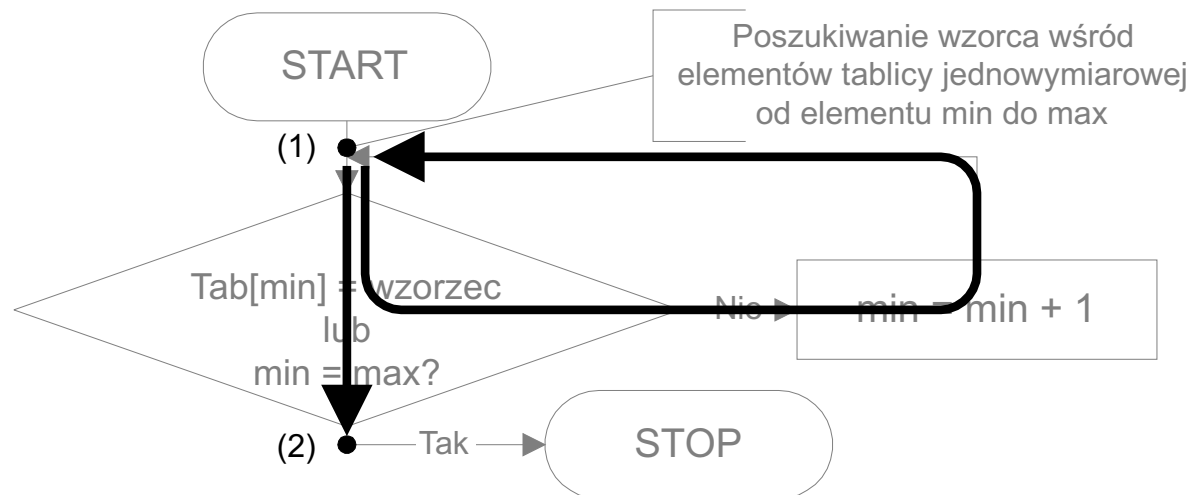 START
Poszukiwanie wzorca wśród
elementów tablicy jednowymiarowej
od elementu min do max
(1)
Tab[min] = wzorzec
lub
min = max?
Nie
min = min + 1
(2)
Tak
STOP